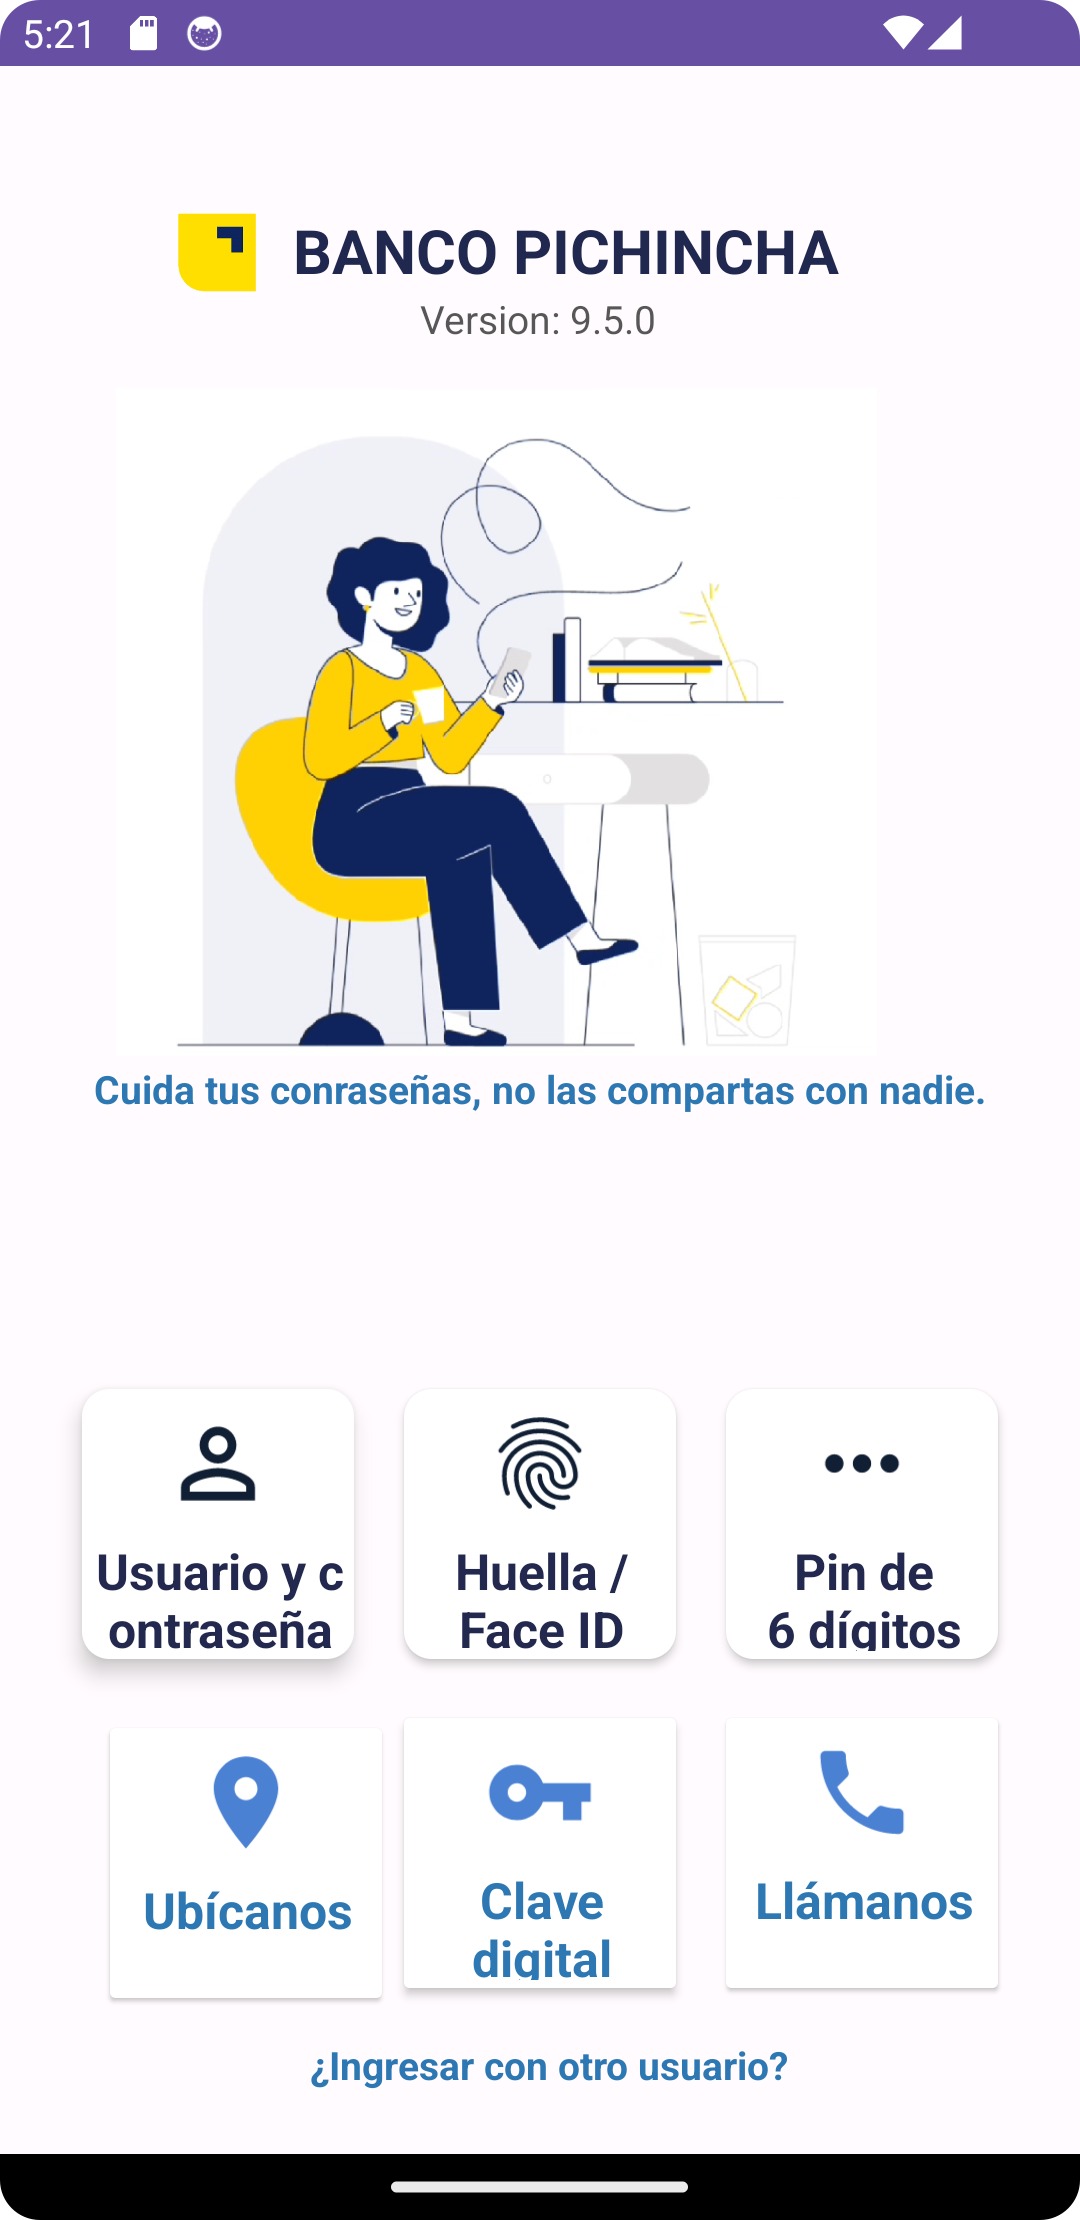 5:21
BANCO PICHINCHA
Version: 9.5.0
Cuida tus conraseñas, no las compartas con nadie.
Usuario y c
ontraseña
Huella /
Face ID
Pin de
6 dígitos
Ubícanos
Clave
digital
Llámanos
¿Ingresar con otro usuario?